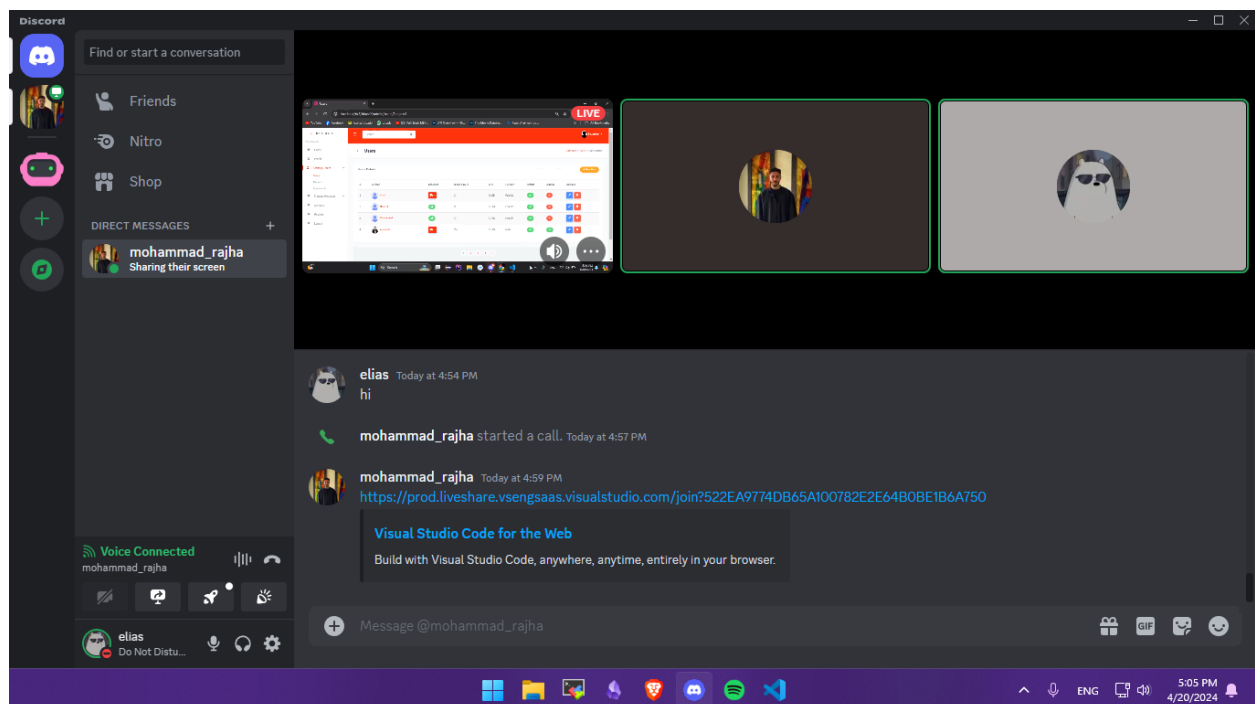 Discord
Find or start a conversation
Friends
Nitro
Shop
DIRECT MESSAGES
mohammad_rajha
Sharing their screen
LIVE
Users
elias Today at 4:54 PM
hi
mohammad_rajha started a call. Today at 4:57 PM
mohammad_rajha Today at 4:59 PM
https://prod.liveshare.vsengsaas.visualstudio.com/join?522EA9774DB65A100782E2E64B0BE1B6A750
Visual Studio Code for the Web
Build with Visual Studio Code, anywhere, anytime, entirely in your browser.
Voice Connected
mohammad_rajha
elias
Do Not Distu...
Message @mohammad_rajha
GIF
ENG
5:05 PM
4/20/2024